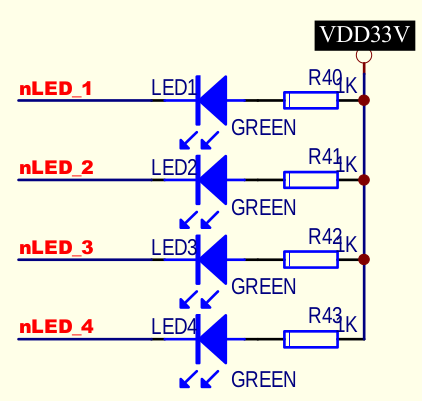 VDD33V
nLED_1 LED1 R40 1K
GREEN
nLED_2 LED2 R41 1K
GREEN
nLED_3 LED3 R42 1K
GREEN
nLED_4 LED4 R43 1K
GREEN